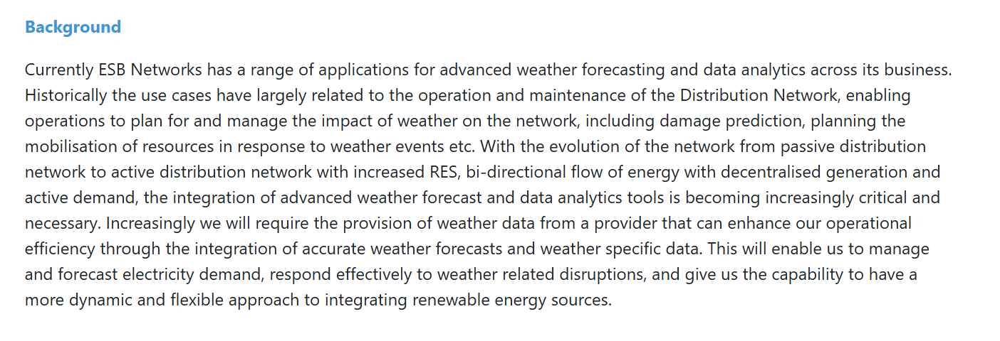 Background
Currently ESB Networks has a range of applications for advanced weather forecasting and data analytics across its business.
Historically the use cases have largely related to the operation and maintenance of the Distribution Network, enabling
operations to plan for and manage the impact of weather on the network, including damage prediction, planning the
mobilisation of resources in response to weather events etc. With the evolution of the network from passive distribution
network to active distribution network with increased RES, bi-directional flow of energy with decentralised generation and
active demand, the integration of advanced weather forecast and data analytics tools is becoming increasingly critical and
necessary. Increasingly we will require the provision of weather data from a provider that can enhance our operational
efficiency through the integration of accurate weather forecasts and weather specific data. This will enable us to manage
and forecast electricity demand, respond effectively to weather related disruptions, and give us the capability to have a
more dynamic and flexible approach to integrating renewable energy sources.